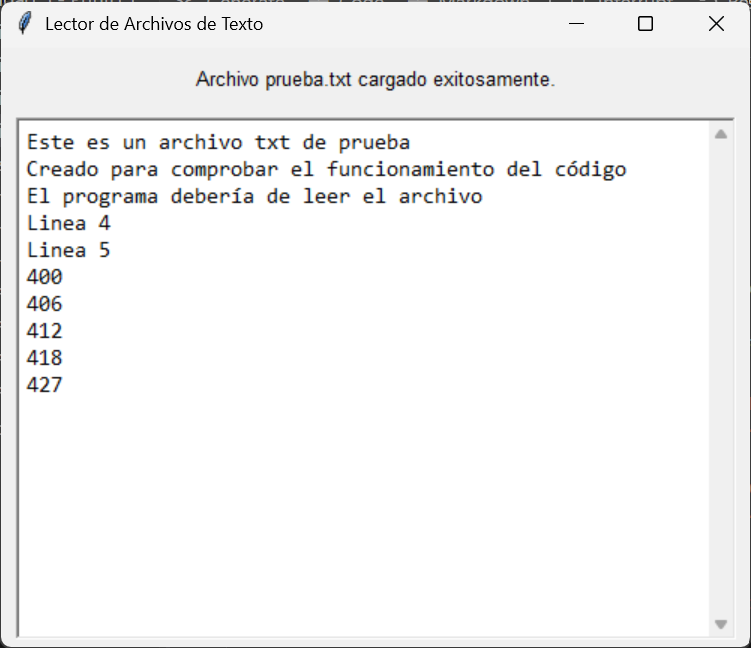 Lector de Archivos de Texto
Archivo prueba.txt cargado exitosamente.
Este es un archivo txt de prueba
Creado para comprobar el funcionamiento del código
El programa debería de leer el archivo
Linea 4
Linea 5
400
406
412
418
427